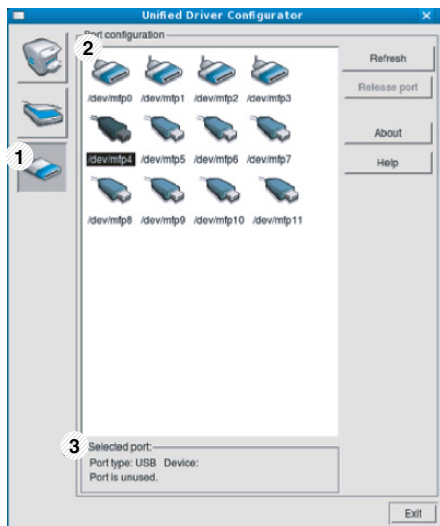 Unified Driver Configurator
Port configuration
2
/dev/mfp0 /dev/mfp1 /dev/mfp2 /dev/mfp3
/dev/mfp4 /dev/mfp5 /dev/mfp6 /dev/mfp7
/dev/mfp8 /dev/mfp9 /dev/mfp10 /dev/mfp11
1
Refresh
Release port
About
Help
3
Selected port:
Port type: USB Device:
Port is unused.
Exit